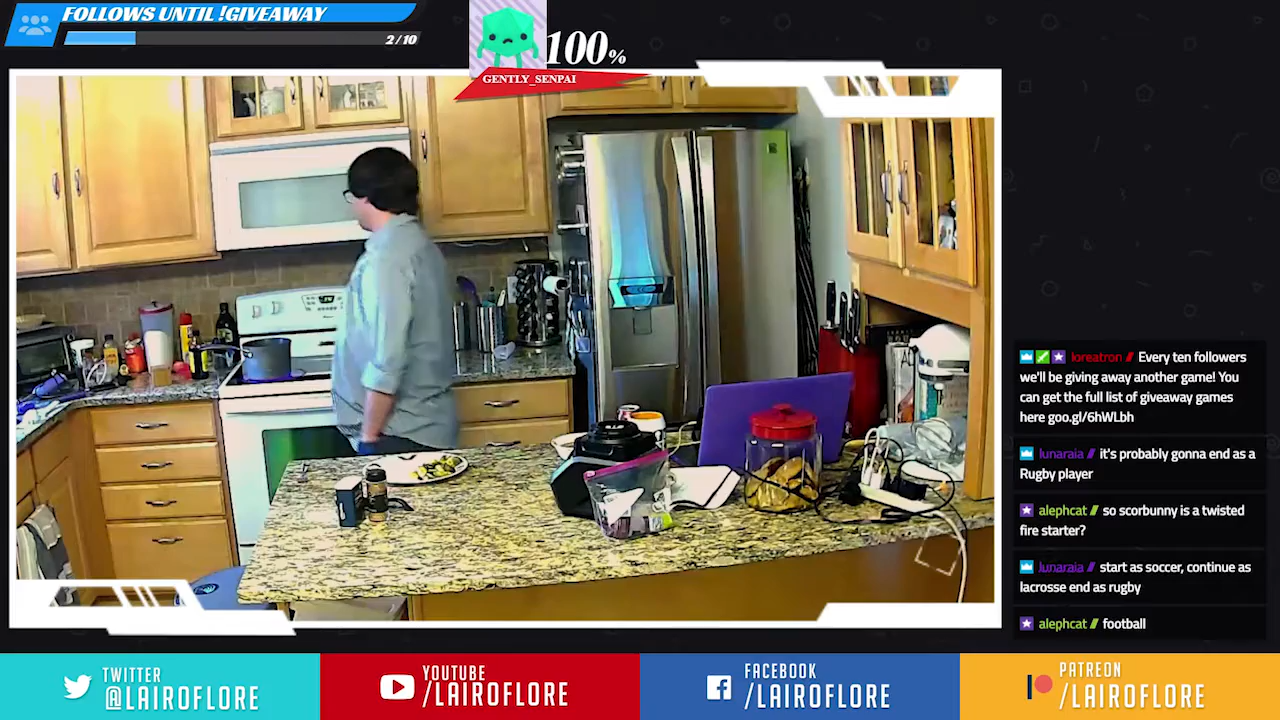 FOLLOWS UNTIL !GIVEAWAY
2 / 10
100%
GENTLY_SENPAI
loreatron // Every ten followers
we'll be giving away another game! You
can get the full list of giveaway games
here goo.gl/6hWLbh
lunaraia // it's probably gonna end as a
Rugby player
alephcat // so scorbunny is a twisted
fire starter?
lunaraia // start as soccer, continue as
lacrosse end as rugby
alephcat // football
TWITTER
@LAIROFLORE
YOUTUBE
/LAIROFLORE
FACEBOOK
/LAIROFLORE
PATREON
/LAIROFLORE